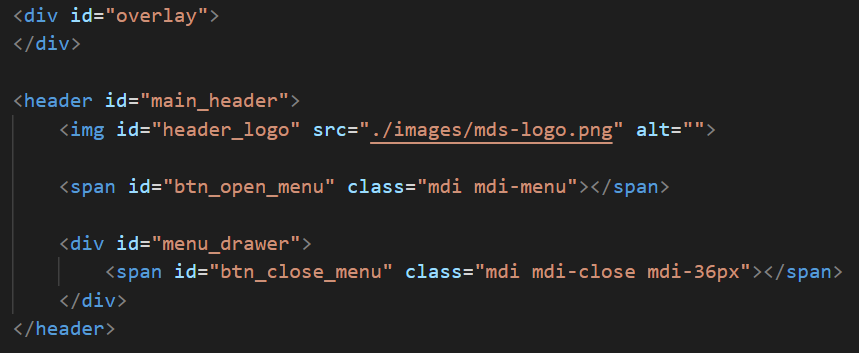 <div id="overlay">
</div>
<header id="main_header">
<img id="header_logo" src="./images/mds-logo.png" alt="">
<span id="btn_open_menu" class="mdi mdi-menu"></span>
<div id="menu_drawer">
<span id="btn_close_menu" class="mdi mdi-close mdi-36px"></span>
</div>
</header>